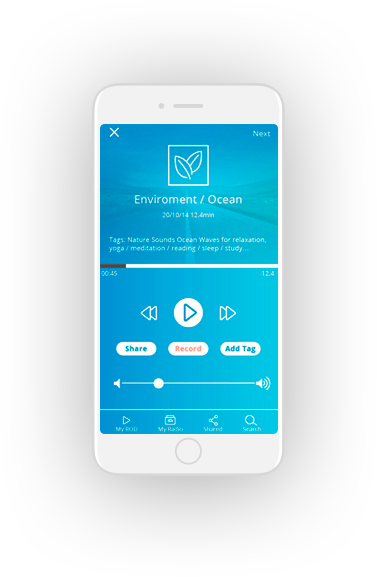 Next
Enviroment / Ocean
20/10/14 12,4min
Tags: Nature Sounds Ocean Waves for relaxation,
yoga / meditation / reading / sleep / study...
00:45 -12,4
Share Record Add Tag
My POD My Radio Shared Search